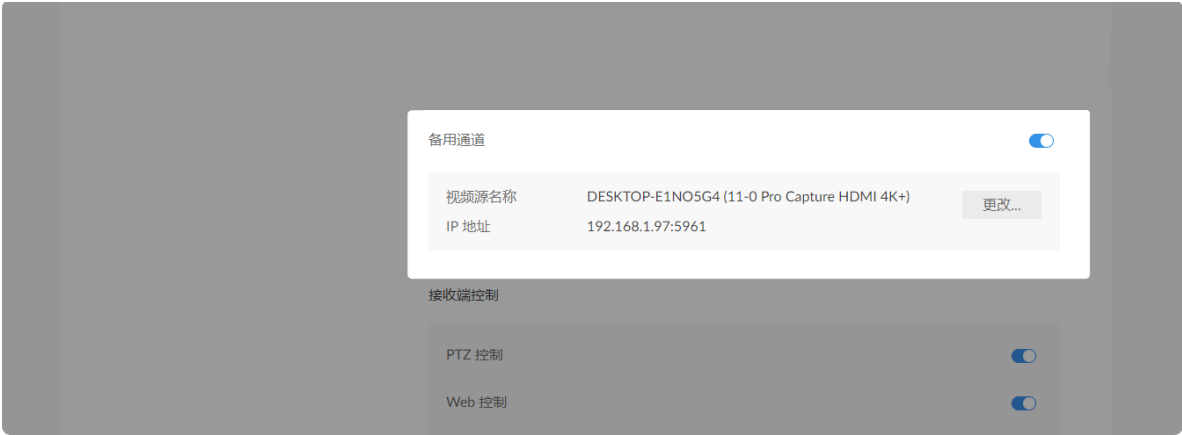 备用通道
视频源名称 DESKTOP-E1NO5G4 (11-0 Pro Capture HDMI 4K+) 更改...
IP 地址 192.168.1.97:5961
接收端控制
PTZ 控制
Web 控制